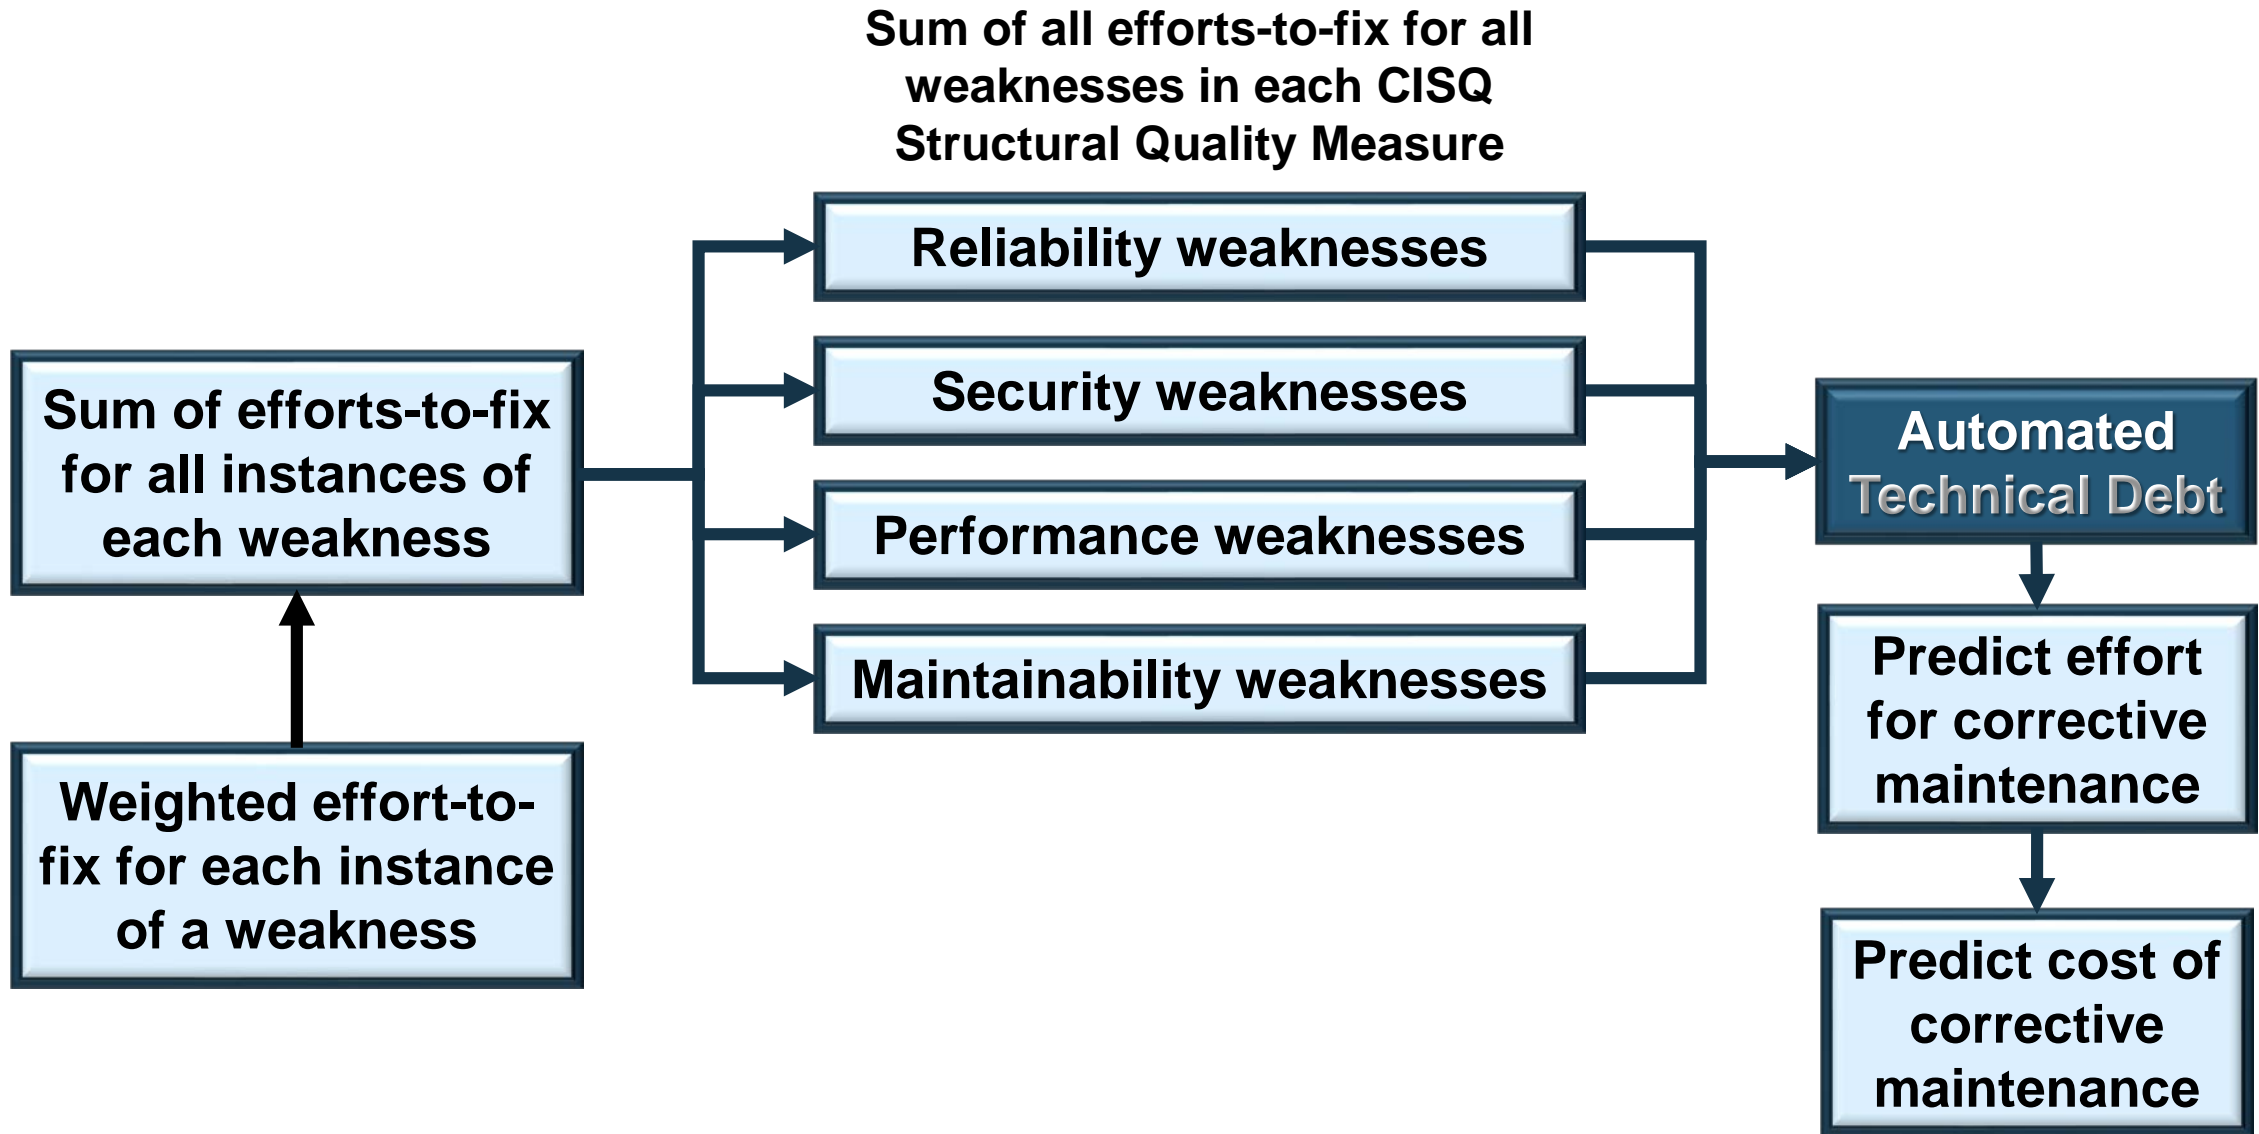 Sum of all efforts-to-fix for all
weaknesses in each CISQ
Structural Quality Measure
Reliability weaknesses
Security weaknesses
Performance weaknesses
Maintainability weaknesses
Sum of efforts-to-fix
for all instances of
each weakness
Weighted effort-to-
fix for each instance
of a weakness
Automated
Technical Debt
Predict effort
for corrective
maintenance
Predict cost of
corrective
maintenance